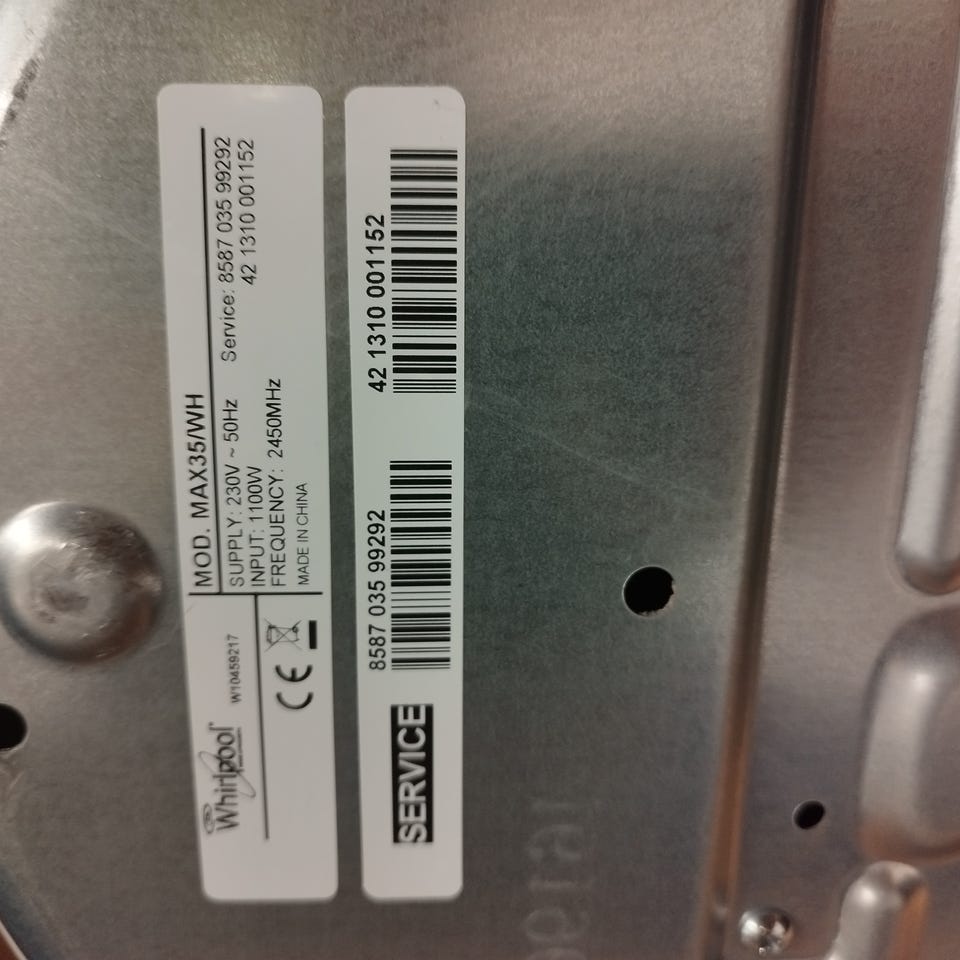 Whirlpool
W10459217
CE
MOD. MAX35/WH
SUPPLY: 230V ~ 50Hz Service: 8587 035 99292
INPUT: 1100W 42 1310 001152
FREQUENCY: 2450MHz
MADE IN CHINA
SERVICE
8587 035 99292
42 1310 001152